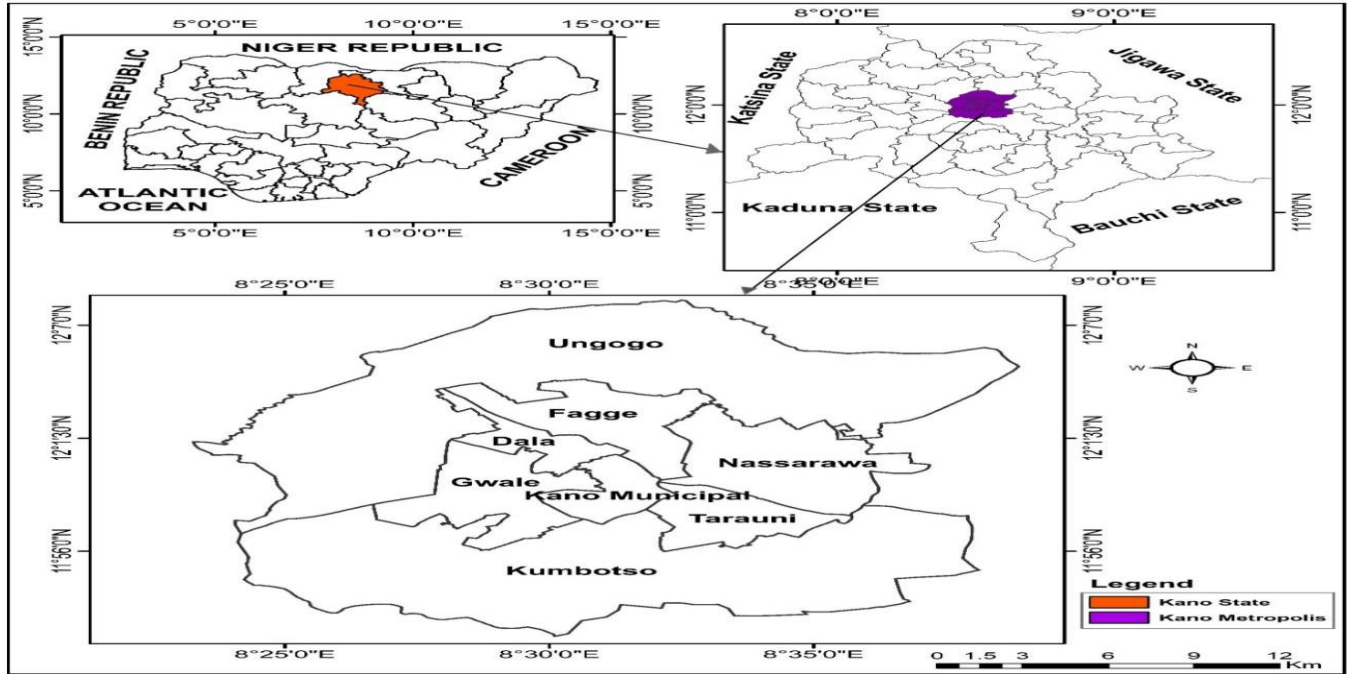 5°0'0"E 10°0'0"E 15°0'0"E
15°0'0"N
NIGER REPUBLIC
BENIN REPUBLIC
10°0'0"N
10°0'0"N
CAMEROON
ATLANTIC
OCEAN
5°0'0"N
5°0'0"N
5°0'0"E 10°0'0"E 15°0'0"E
8°0'0"E 9°0'0"E
Katsina State
Jigawa State
12°0'0"N
12°0'0"N
Kaduna State
Bauchi State
11°0'0"N
11°0'0"N
8°0'0"E 9°0'0"E
8°25'0"E 8°30'0"E 8°35'0"E
12°7'0"N
12°7'0"N
Ungogo
Fagge
12°1'30"N
12°1'30"N
Dala
Nassarawa
Gwale
Kano Municipal
Tarauni
11°56'0"N
11°56'0"N
Kumbotso
8°25'0"E 8°30'0"E 8°35'0"E
N
W E
S
Legend
Kano State
Kano Metropolis
0 1.5 3 6 9 12
Km